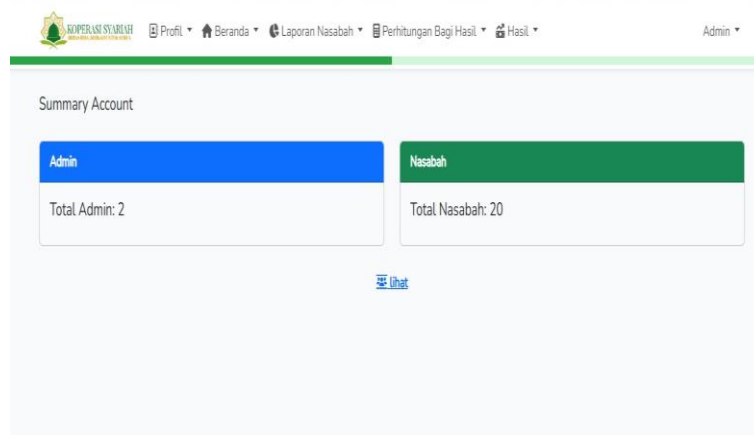 KOPERASI SYARIAH
Profil Beranda Laporan Nasabah Perhitungan Bagi Hasil Hasil Admin
Summary Account
Admin Nasabah
Total Admin: 2 Total Nasabah: 20
lihat